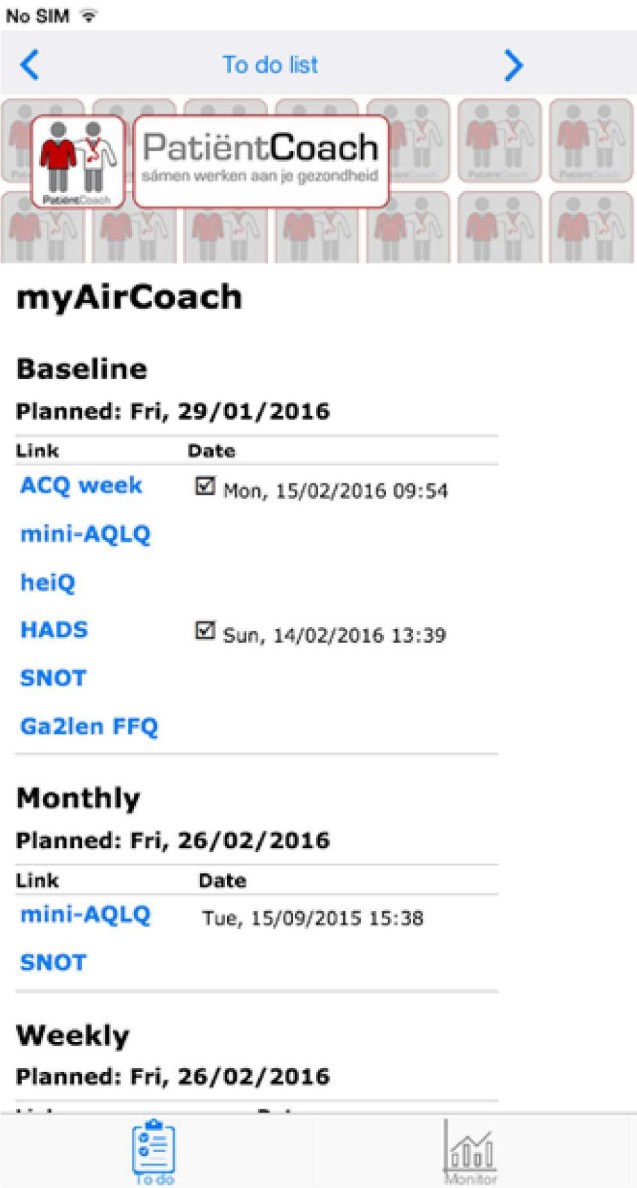 No SIM
To do list
PatiëntCoach
sámen werken aan je gezondheid
PatiëntCoach
myAirCoach
Baseline
Planned: Fri, 29/01/2016
Link Date
ACQ week ☑ Mon, 15/02/2016 09:54
mini-AQLQ
heiQ
HADS ☑ Sun, 14/02/2016 13:39
SNOT
Ga2len FFQ
Monthly
Planned: Fri, 26/02/2016
Link Date
mini-AQLQ Tue, 15/09/2015 15:38
SNOT
Weekly
Planned: Fri, 26/02/2016
To do Monitor